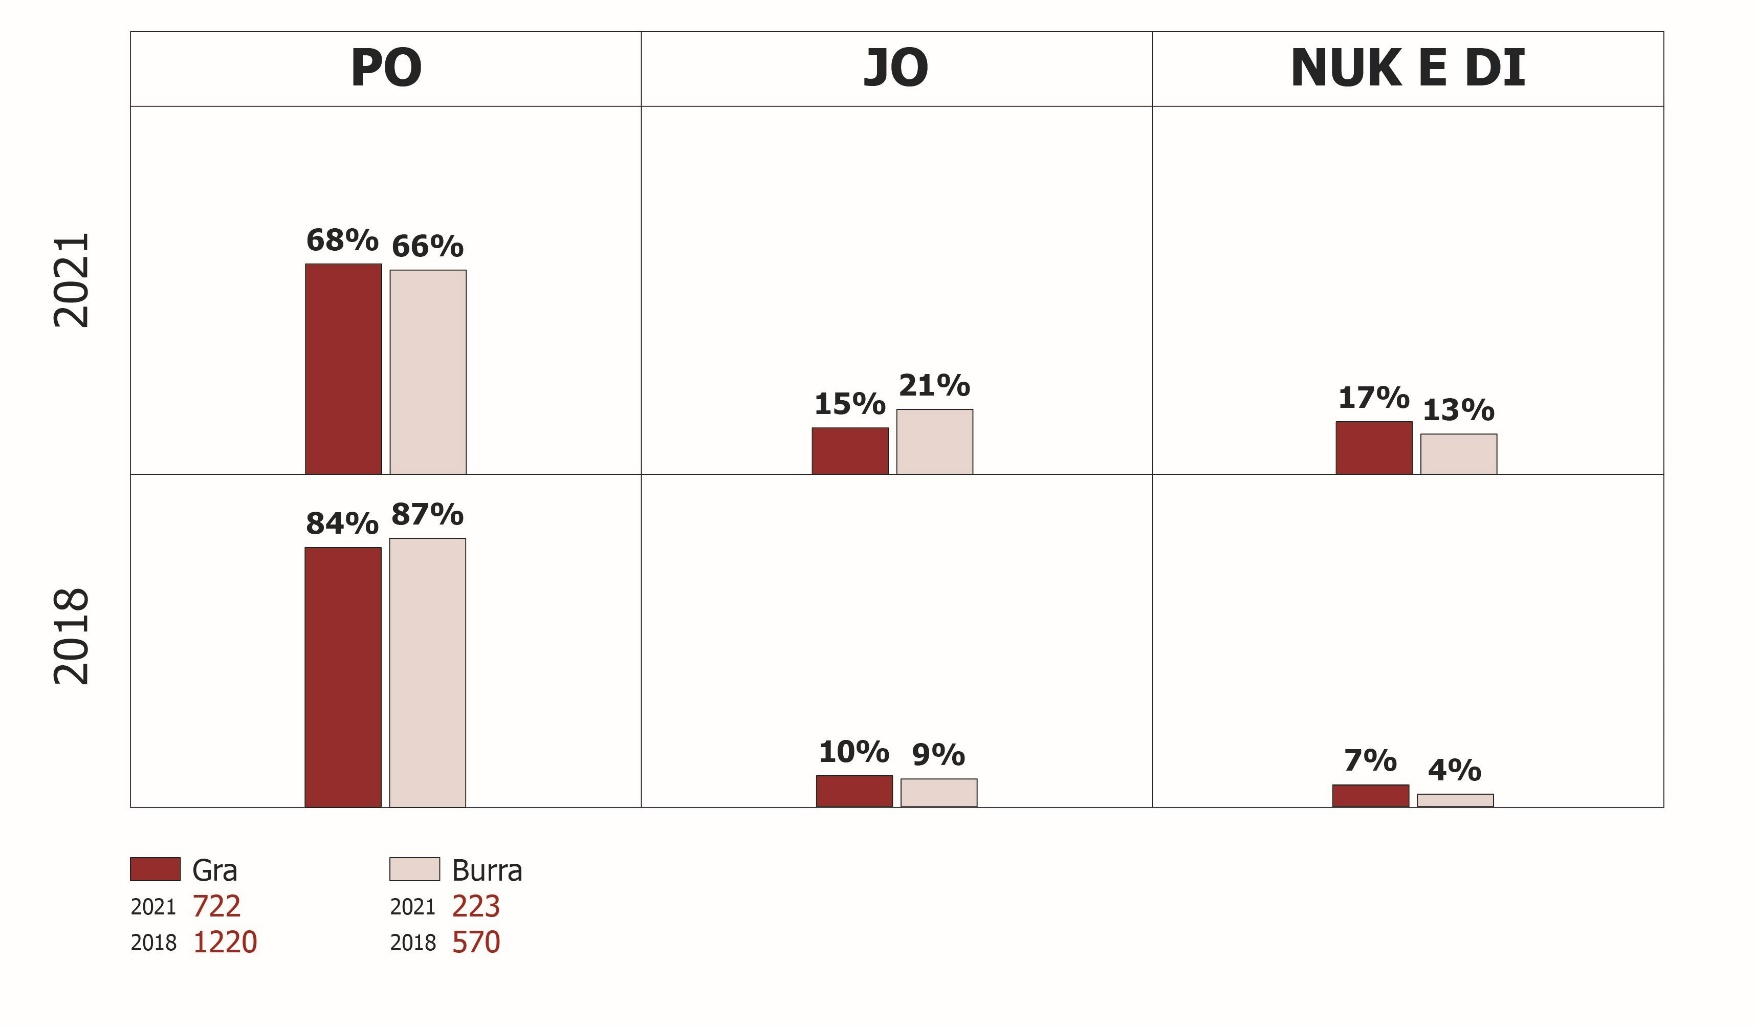 PO JO NUK E DI
2021
68% 66% 15% 21% 17% 13%
2018
84% 87% 10% 9% 7% 4%
Gra Burra
2021 722 2021 223
2018 1220 2018 570